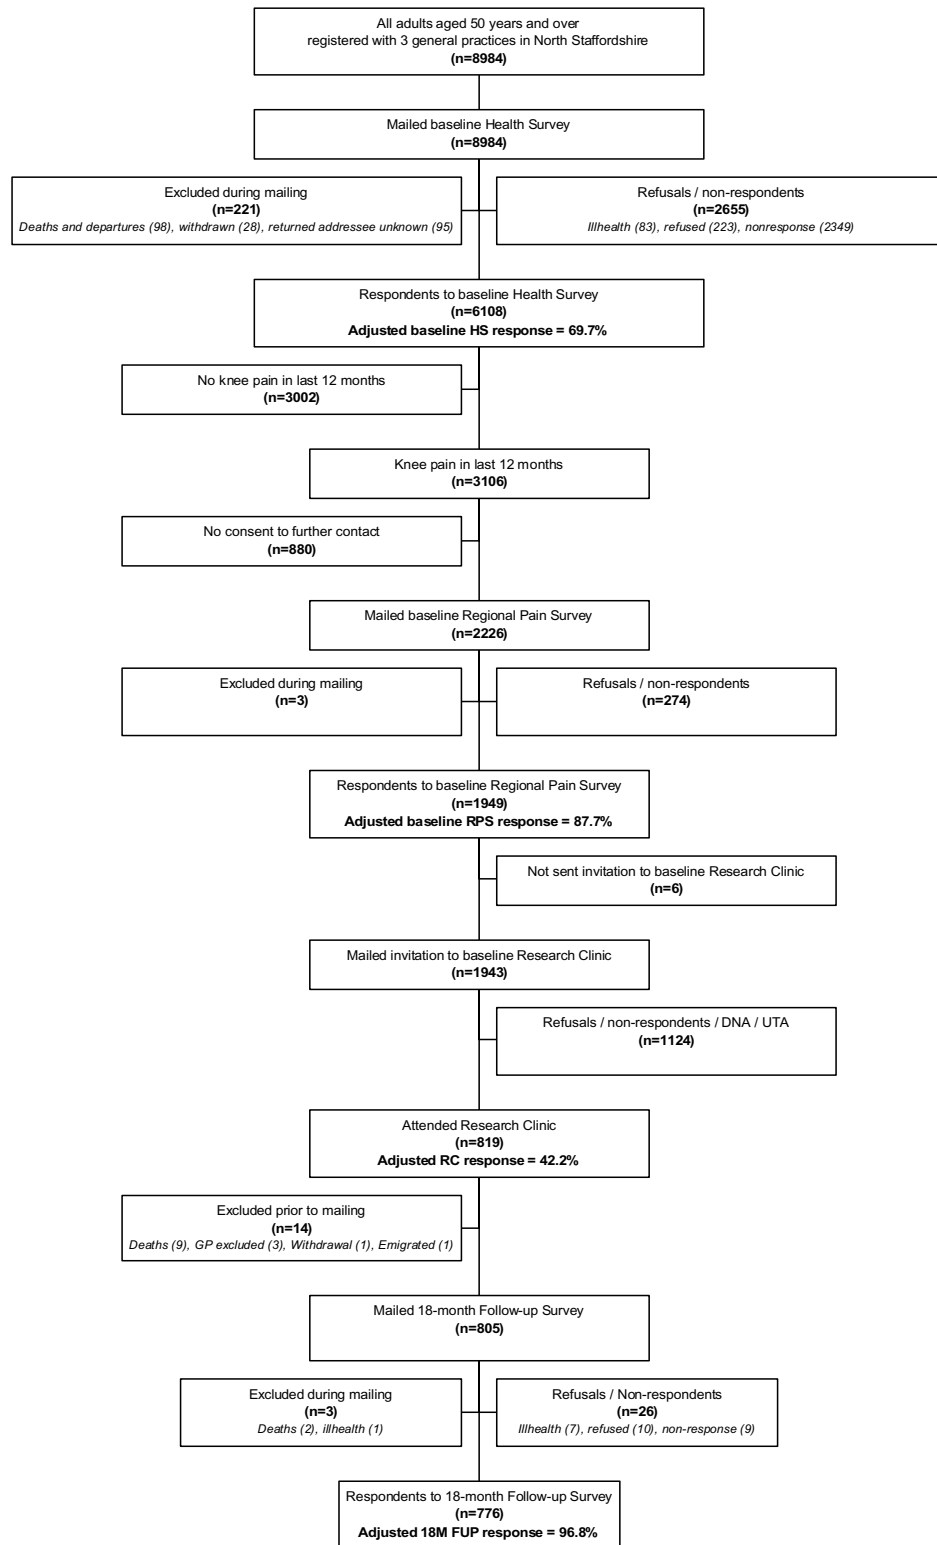 All adults aged 50 years and over
registered with 3 general practices in North Staffordshire
(n=8984)
Mailed baseline Health Survey
(n=8984)
Excluded during mailing
(n=221)
Deaths and departures (98), withdrawn (28), returned addressee unknown (95)
Refusals / non-respondents
(n=2655)
Illhealth (83), refused (223), nonresponse (2349)
Respondents to baseline Health Survey
(n=6108)
Adjusted baseline HS response = 69.7%
No knee pain in last 12 months
(n=3002)
Knee pain in last 12 months
(n=3106)
No consent to further contact
(n=880)
Mailed baseline Regional Pain Survey
(n=2226)
Excluded during mailing
(n=3)
Refusals / non-respondents
(n=274)
Respondents to baseline Regional Pain Survey
(n=1949)
Adjusted baseline RPS response = 87.7%
Not sent invitation to baseline Research Clinic
(n=6)
Mailed invitation to baseline Research Clinic
(n=1943)
Refusals / non-respondents / DNA / UTA
(n=1124)
Attended Research Clinic
(n=819)
Adjusted RC response = 42.2%
Excluded prior to mailing
(n=14)
Deaths (9), GP excluded (3), Withdrawal (1), Emigrated (1)
Mailed 18-month Follow-up Survey
(n=805)
Excluded during mailing
(n=3)
Deaths (2), illhealth (1)
Refusals / Non-respondents
(n=26)
Illhealth (7), refused (10), non-response (9)
Respondents to 18-month Follow-up Survey
(n=776)
Adjusted 18M FUP response = 96.8%